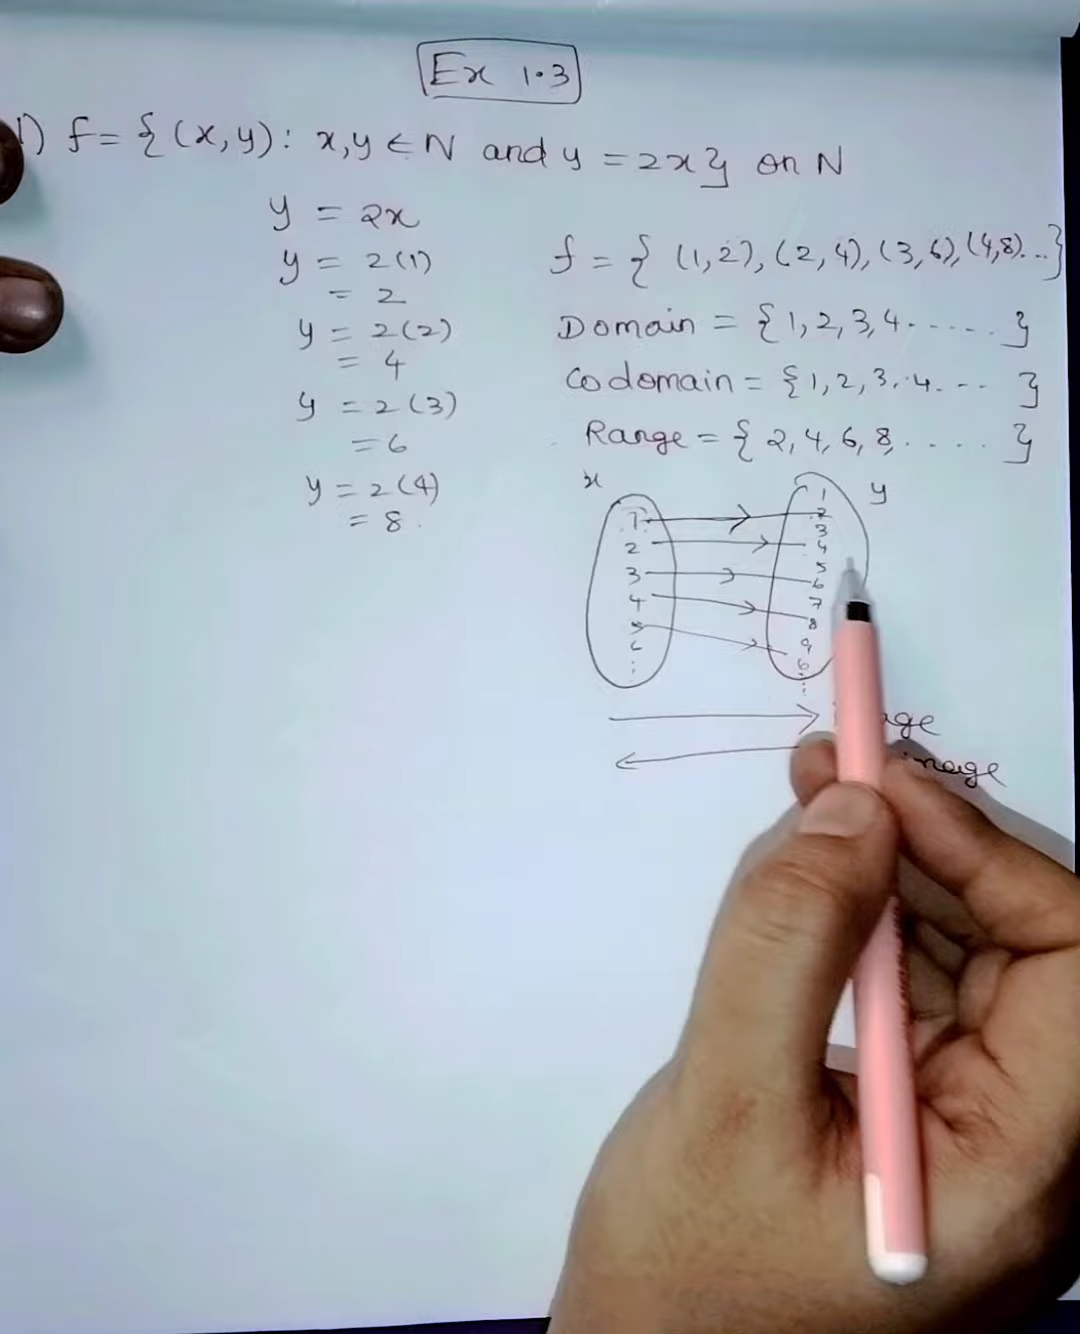 Ex 1.3
1) f = { (x, y) : x, y ∈ N and y = 2x } on N
y = 2x
y = 2(1)
= 2
y = 2(2)
= 4
y = 2(3)
= 6
y = 2(4)
= 8
f = { (1,2), (2,4), (3,6), (4,8)...}
Domain = {1,2,3,4......}
Codomain = {1,2,3..4... }
Range = { 2,4,6,8, .... }
x
y
1
2
3
4
5
6
⋮
1
2
3
4
5
6
7
8
9
⋮